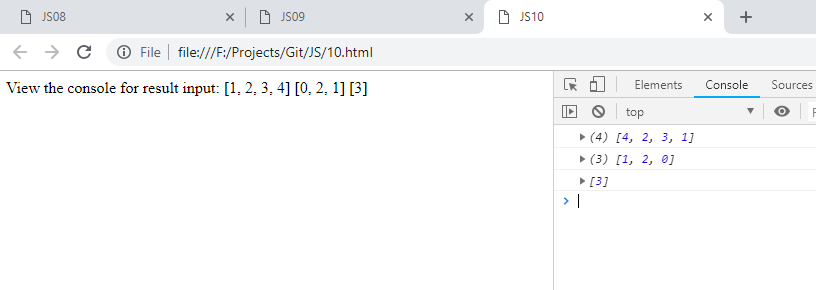 JS08 JS09 JS10
File file:///F:/Projects/Git/JS/10.html
View the console for result input: [1, 2, 3, 4] [0, 2, 1] [3]
Elements Console Sources
top
(4) [4, 2, 3, 1]
(3) [1, 2, 0]
[3]